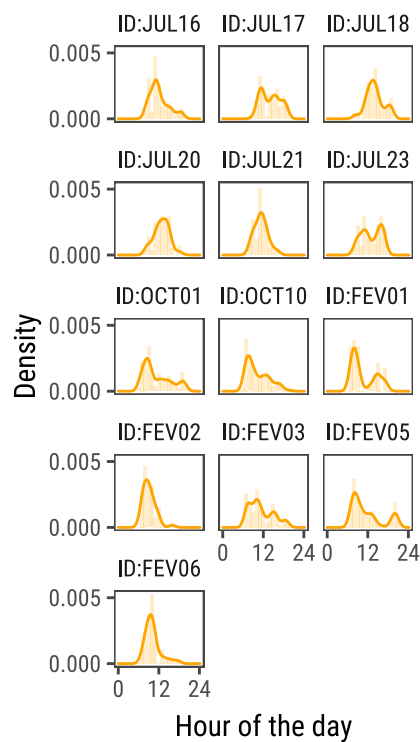 ID:JUL16 ID:JUL17 ID:JUL18
0.005
0.000
ID:JUL20 ID:JUL21 ID:JUL23
0.005
0.000
ID:OCT01 ID:OCT10 ID:FEV01
0.005
0.000
ID:FEV02 ID:FEV03 ID:FEV05
0.005
0.000
0 12 24 0 12 24
ID:FEV06
0.005
0.000
0 12 24
Density
Hour of the day